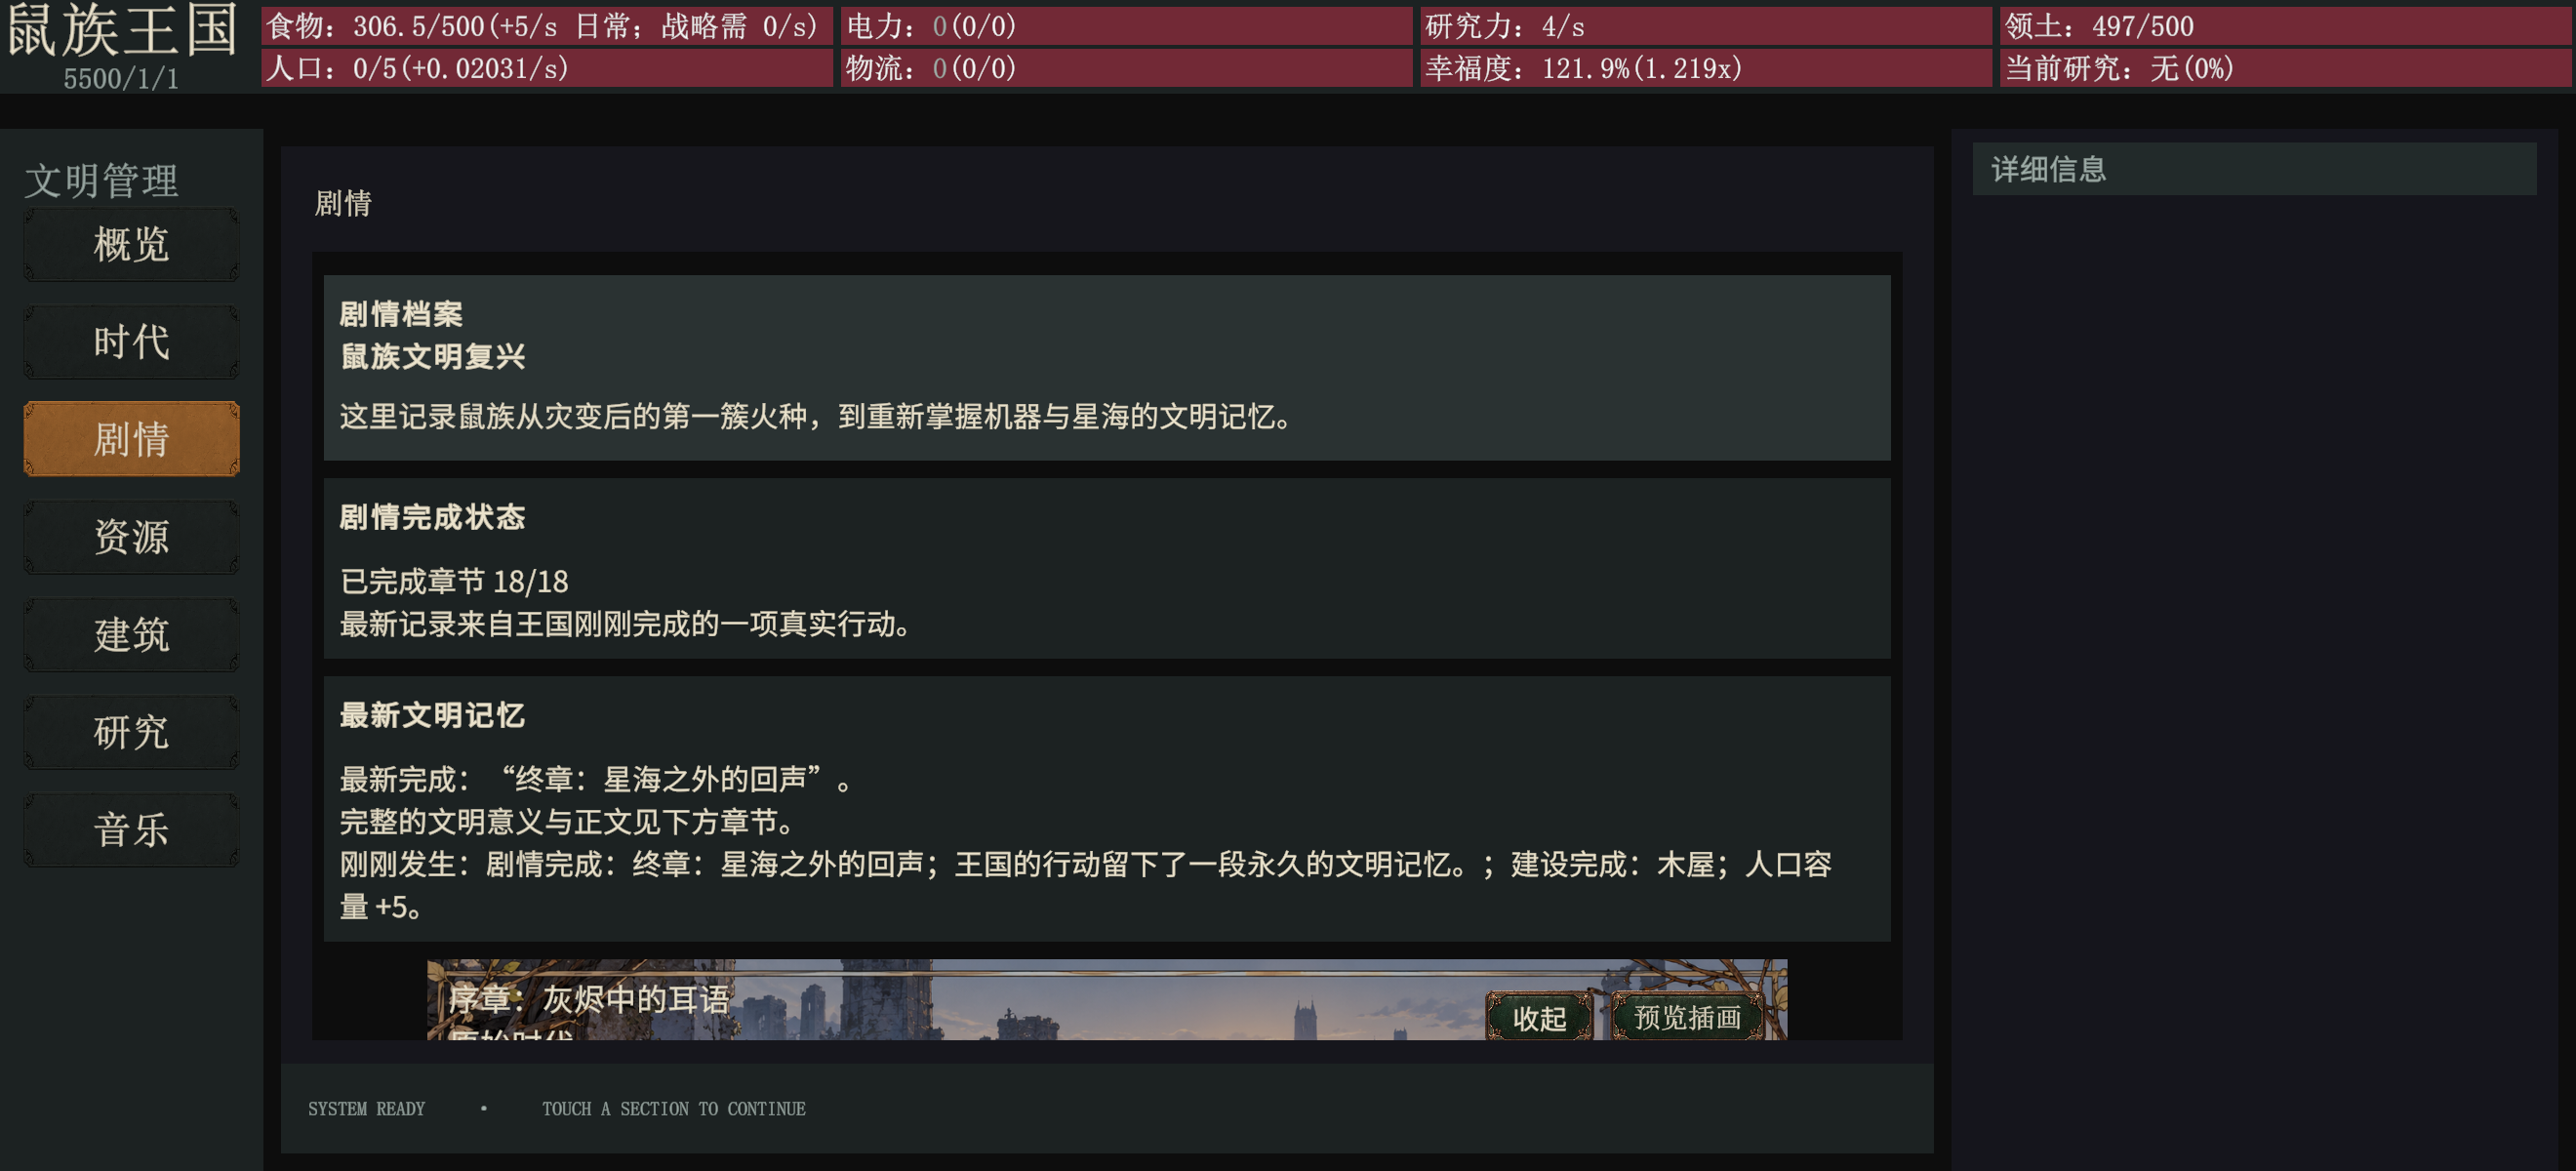 鼠族王国
5500/1/1
食物: 306.5/500(+5/s 日常; 战略需 0/s)
人口: 0/5(+0.02031/s)
电力: 0(0/0)
物流: 0(0/0)
研究力: 4/s
幸福度: 121.9%(1.219x)
领土: 497/500
当前研究: 无(0%)
文明管理
概览
时代
剧情
资源
建筑
研究
音乐
剧情
剧情档案
鼠族文明复兴
这里记录鼠族从灾变后的第一簇火种，到重新掌握机器与星海的文明记忆。
剧情完成状态
已完成章节 18/18
最新记录来自王国刚刚完成的一项真实行动。
最新文明记忆
最新完成：“终章：星海之外的回声”。
完整的文明意义与正文见下方章节。
刚刚发生：剧情完成：终章：星海之外的回声；王国的行动留下了一段永久的文明记忆。；建设完成：木屋；人口容
量 +5。
序章：灰烬中的耳语
原始时代
收起
预览插画
详细信息
SYSTEM READY • TOUCH A SECTION TO CONTINUE